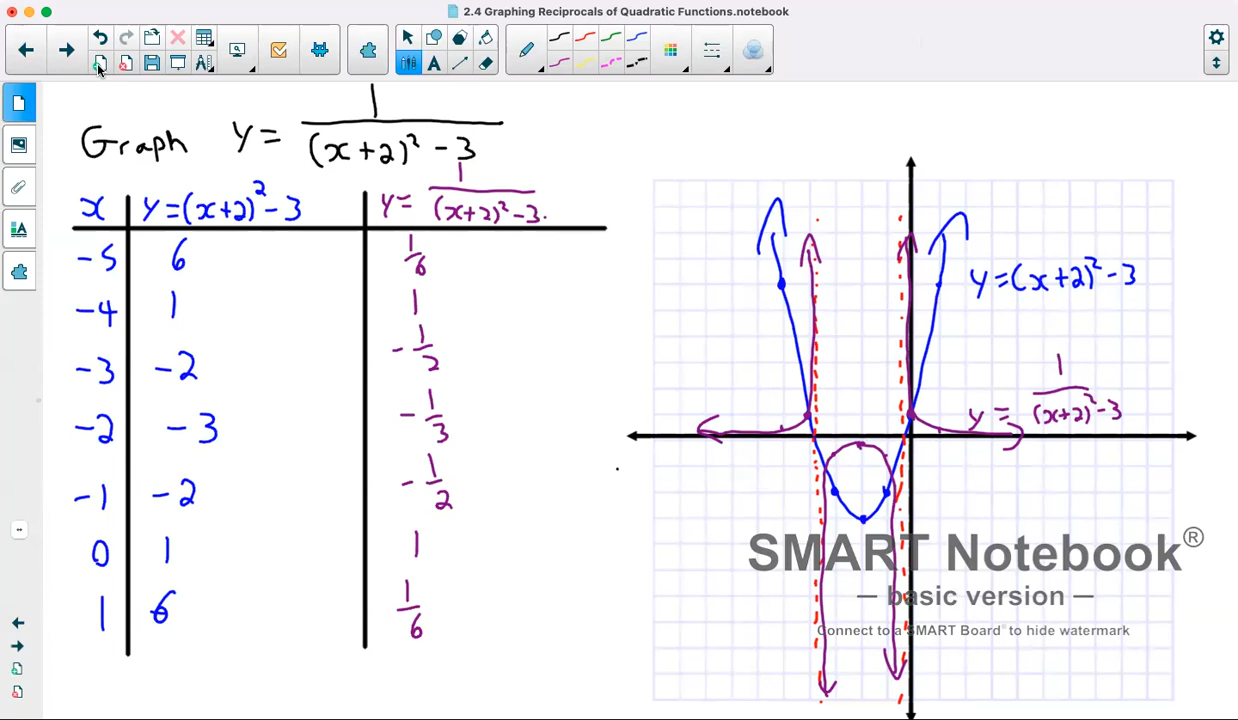 2.4 Graphing Reciprocals of Quadratic Functions.notebook
A
Graph y = 1/((x+2)² - 3)
x | y=(x+2)² - 3 | y = 1/((x+2)² - 3).
-5 | 6 | 1/6
-4 | 1 | 1
-3 | -2 | - 1/2
-2 | -3 | - 1/3
-1 | -2 | - 1/2
0 | 1 | 1
1 | 6 | 1/6
y=(x+2)² - 3
y = 1/((x+2)² - 3)
SMART Notebook®
— basic version —
Connect to a SMART Board® to hide watermark